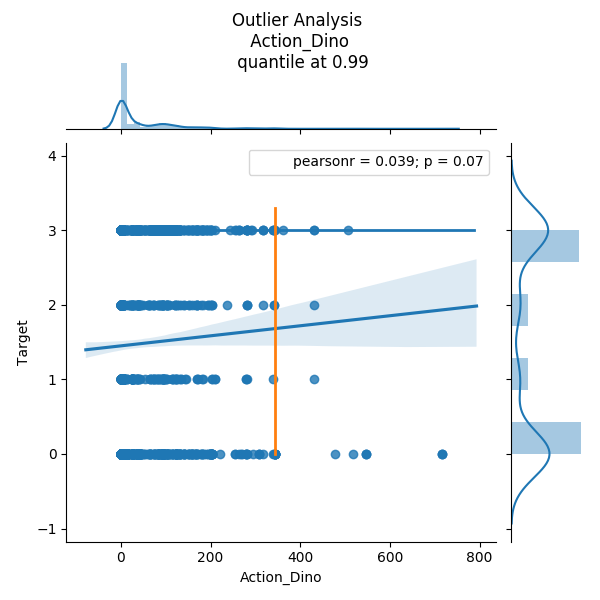 Outlier Analysis
Action_Dino
quantile at 0.99
pearsonr = 0.039; p = 0.07
4
3
2
1
0
−1
Target
0 200 400 600 800
Action_Dino